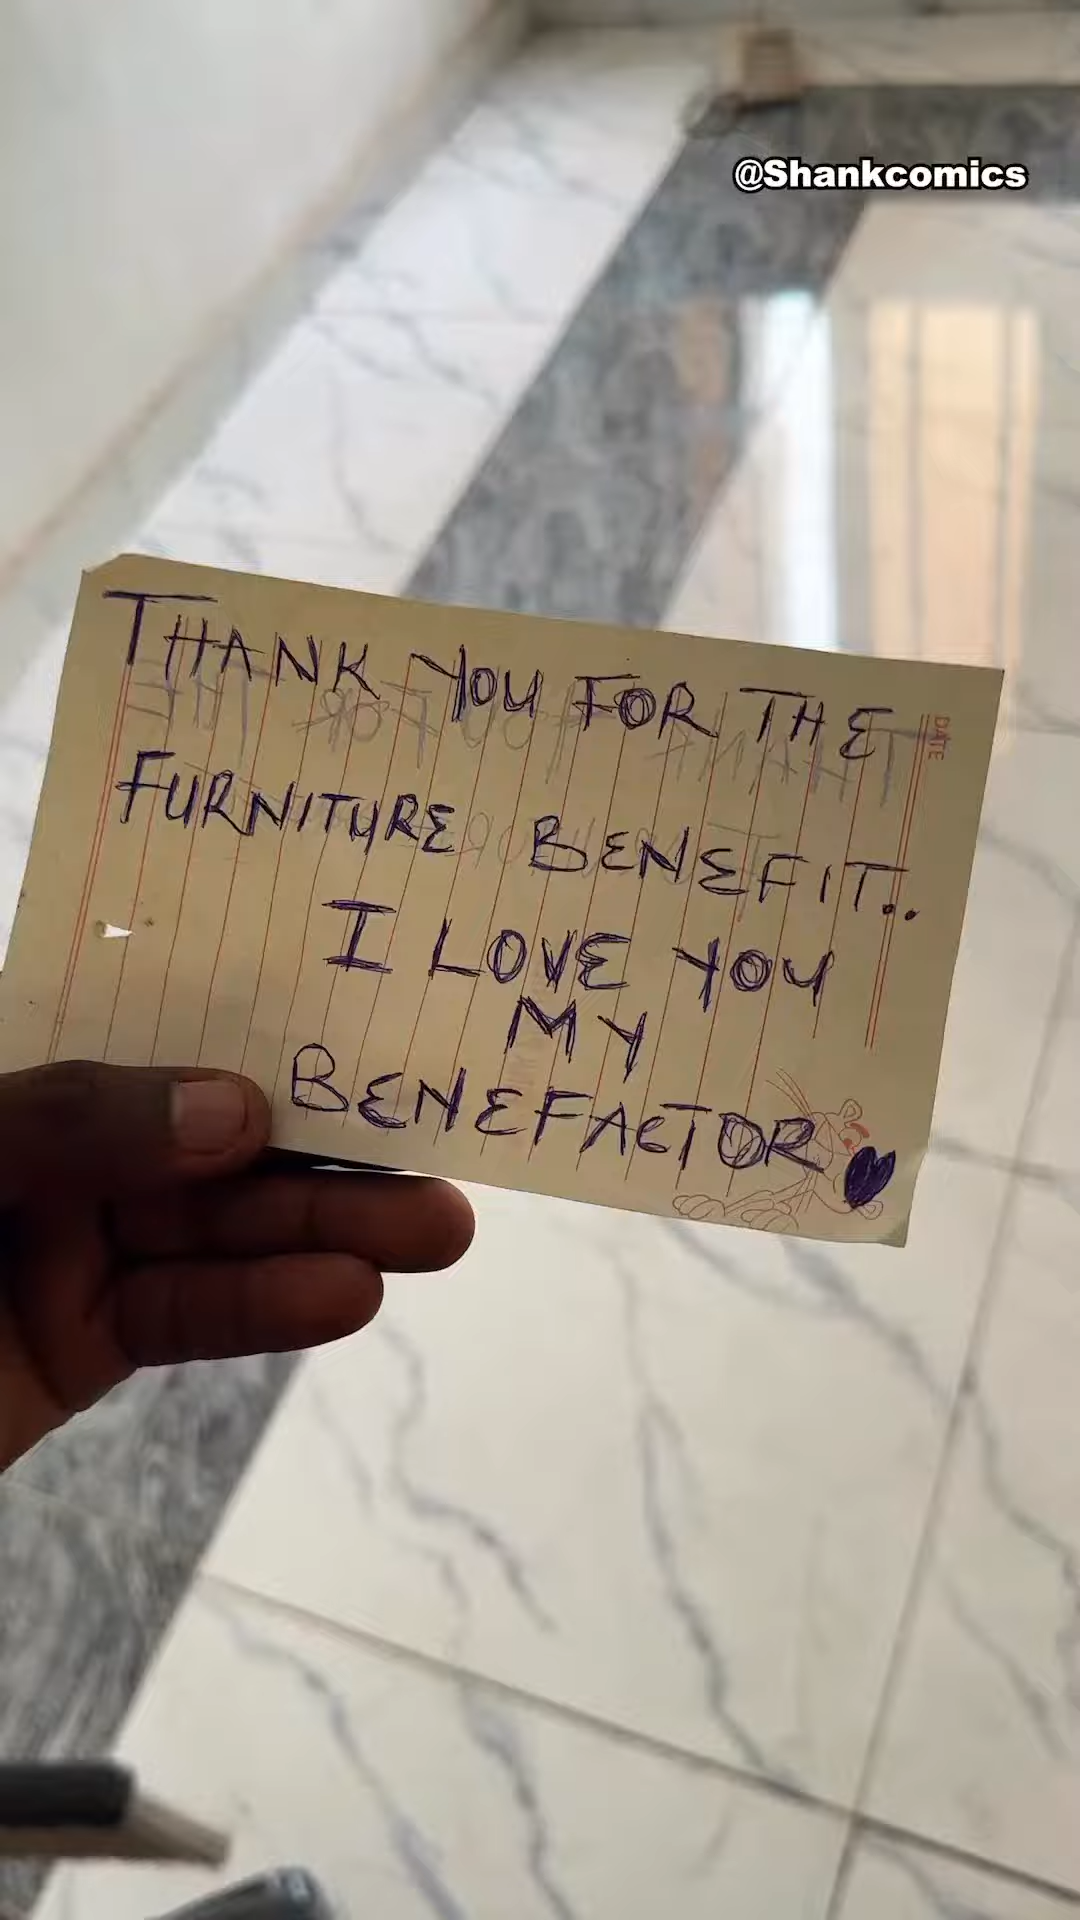 @Shankcomics
THANK YOU FOR THE
DATE
FURNITURE BENEFIT..
I LOVE YOU
MY
BENEFACTOR